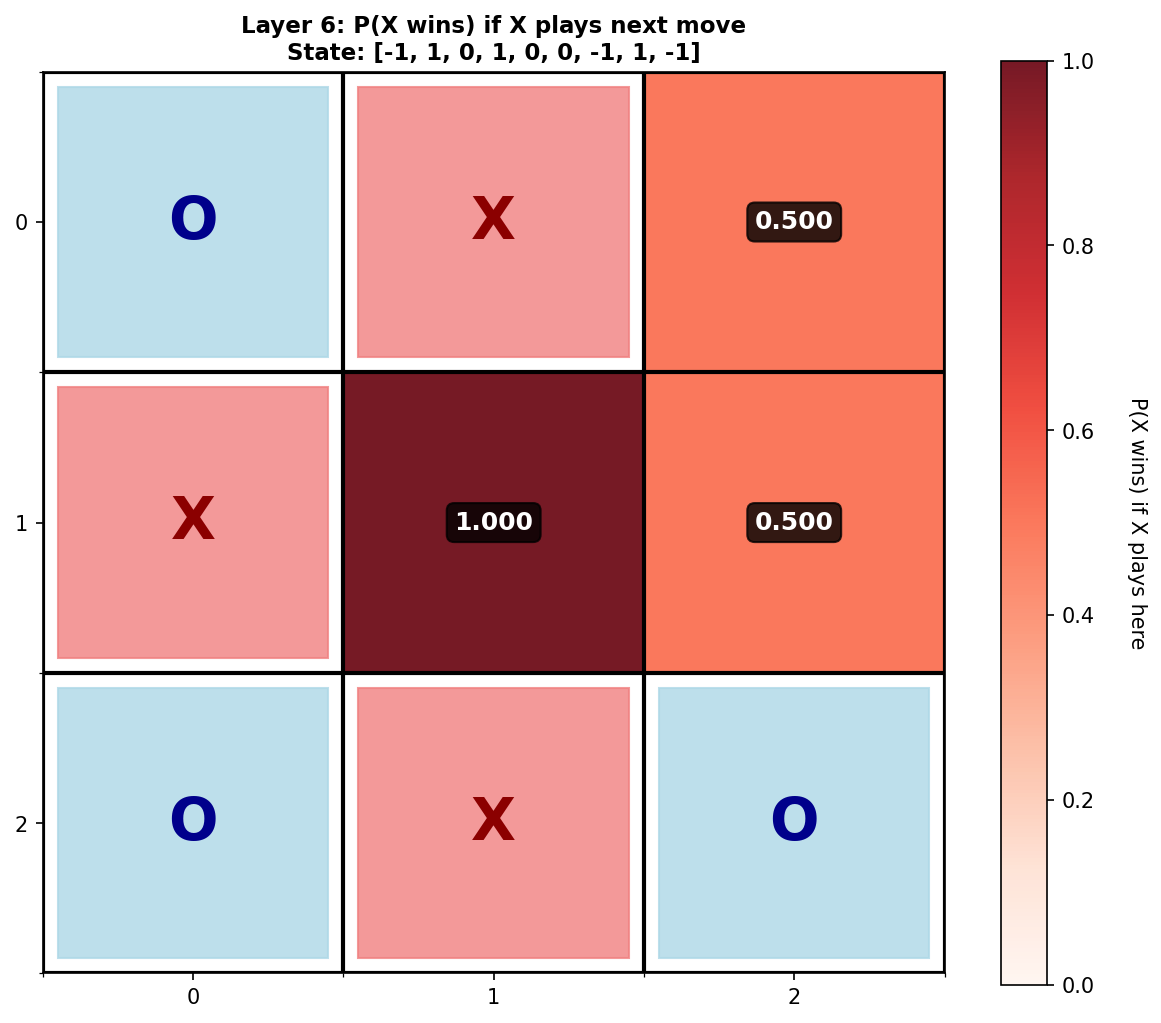 Layer 6: P(X wins) if X plays next move
State: [-1, 1, 0, 1, 0, 0, -1, 1, -1]
0
O
X
0.500
1
X
1.000
0.500
2
O
X
O
0
1
2
1.0
0.8
0.6
0.4
0.2
0.0
P(X wins) if X plays here